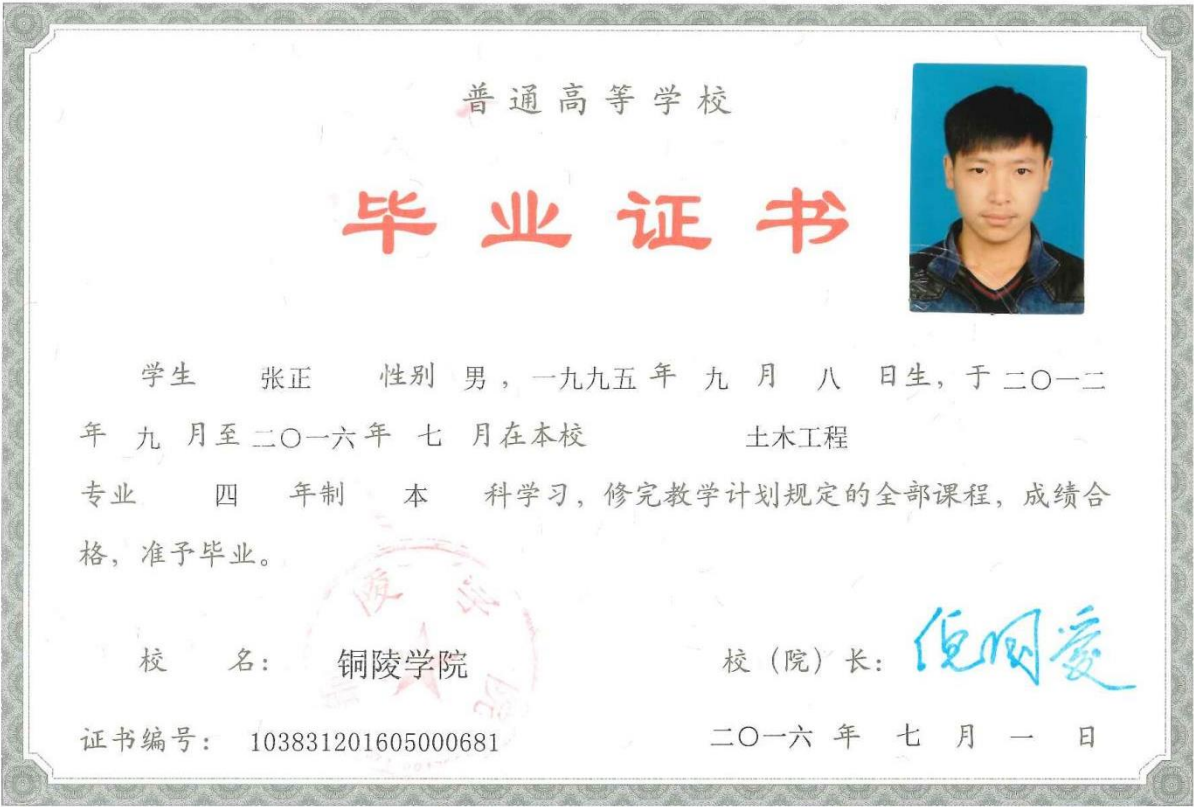 普通高等学校
毕业证书
学生 张正 性别 男，一九九五年 九 月 八 日生，于二〇一二
年 九 月至二〇一六年 七 月在本校 土木工程
专业 四 年制 本 科学习，修完教学计划规定的全部课程，成绩合
格，准予毕业。
校 名： 铜陵学院 校（院）长：倪国爱
证书编号： 103831201605000681 二〇一六 年 七 月 一 日